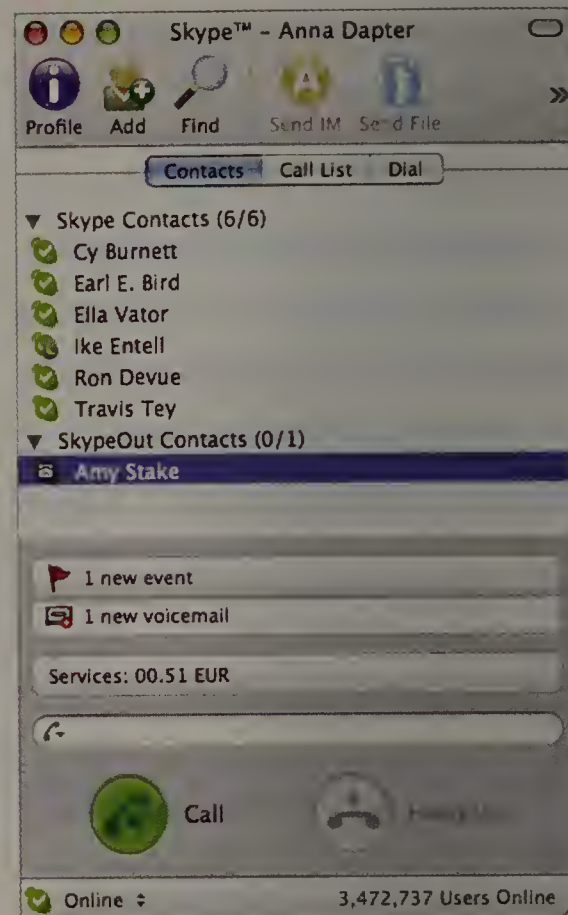 Skype™ – Anna Dapter
Profile Add Find Send IM Send File »
Contacts Call List Dial
Skype Contacts (6/6)
Cy Burnett
Earl E. Bird
Ella Vator
Ike Entell
Ron Devue
Travis Tey
SkypeOut Contacts (0/1)
Amy Stake
1 new event
1 new voicemail
Services: 00.51 EUR
Call
Online
3,472,737 Users Online